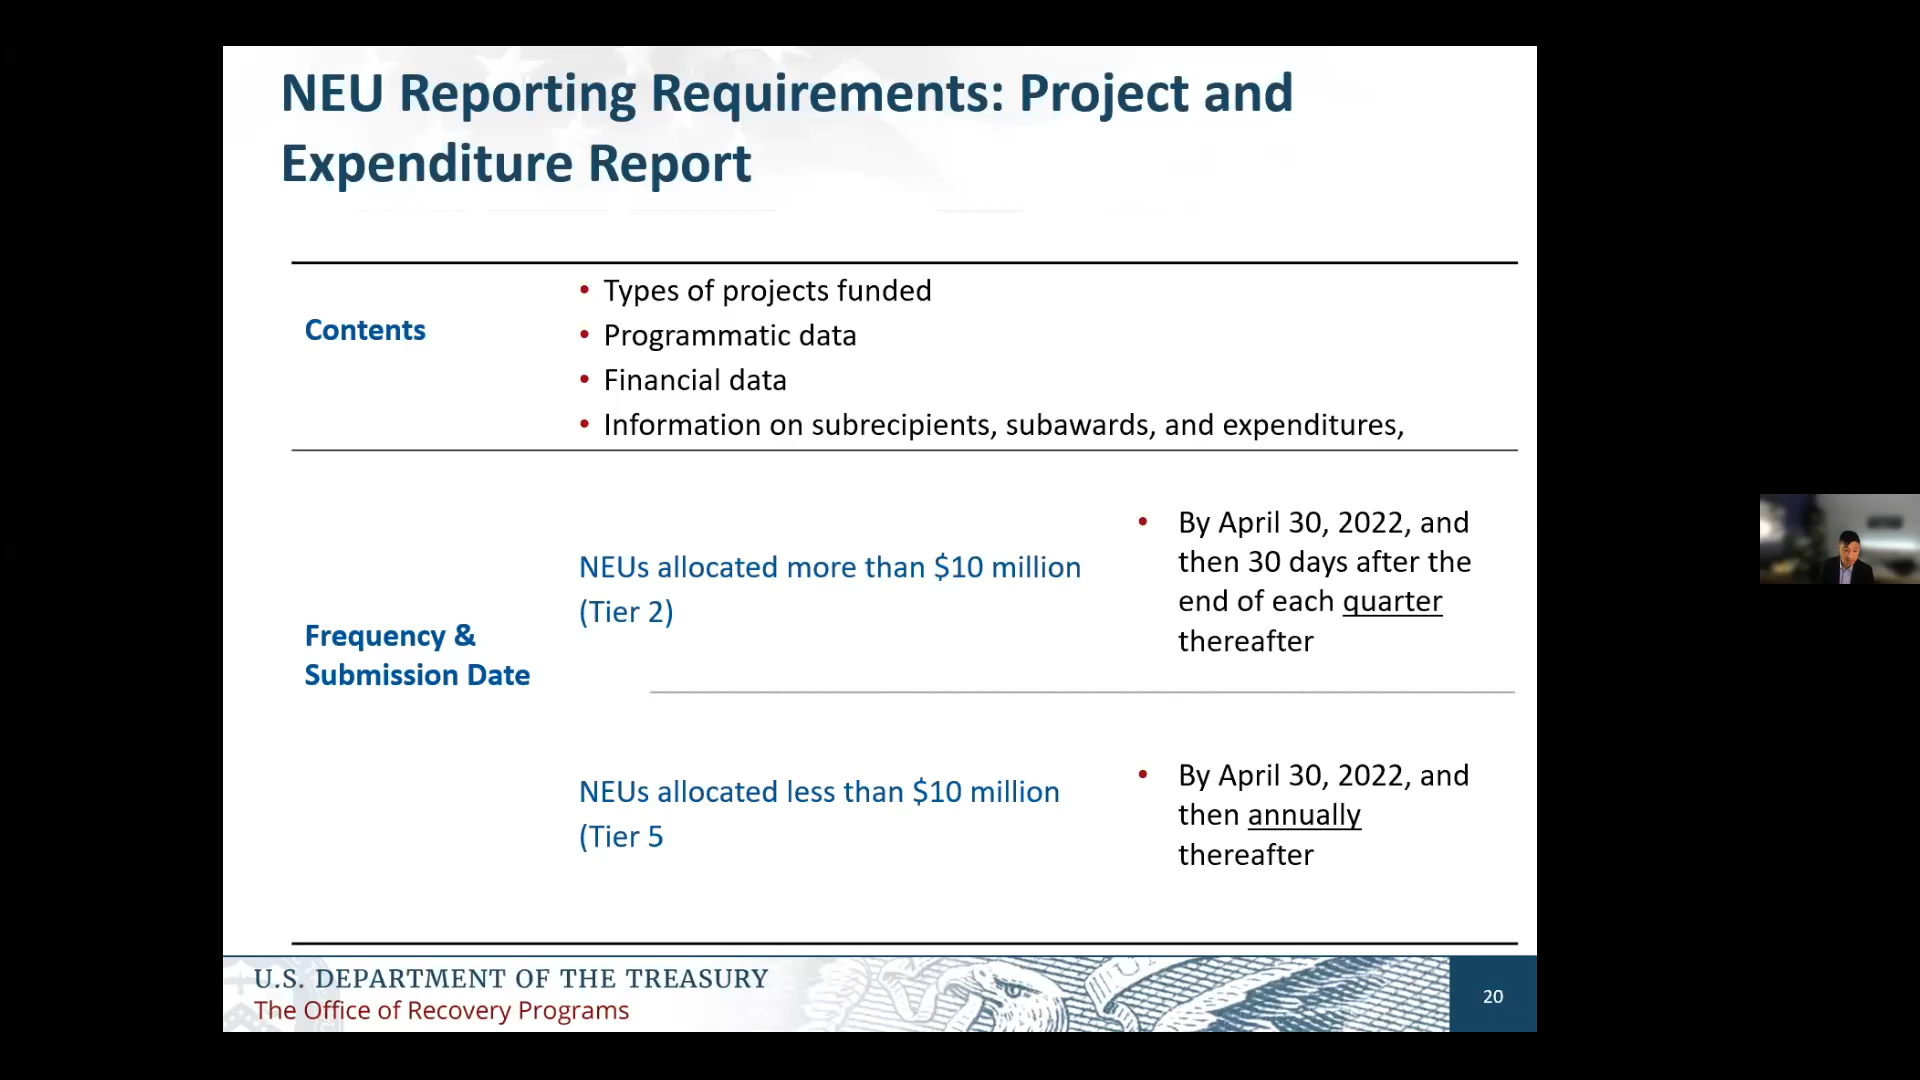 NEU Reporting Requirements: Project and
Expenditure Report
Contents
• Types of projects funded
• Programmatic data
• Financial data
• Information on subrecipients, subawards, and expenditures,
Frequency &
Submission Date
NEUs allocated more than $10 million
(Tier 2)
• By April 30, 2022, and
then 30 days after the
end of each quarter
thereafter
NEUs allocated less than $10 million
(Tier 5
• By April 30, 2022, and
then annually
thereafter
U.S. DEPARTMENT OF THE TREASURY
The Office of Recovery Programs
20